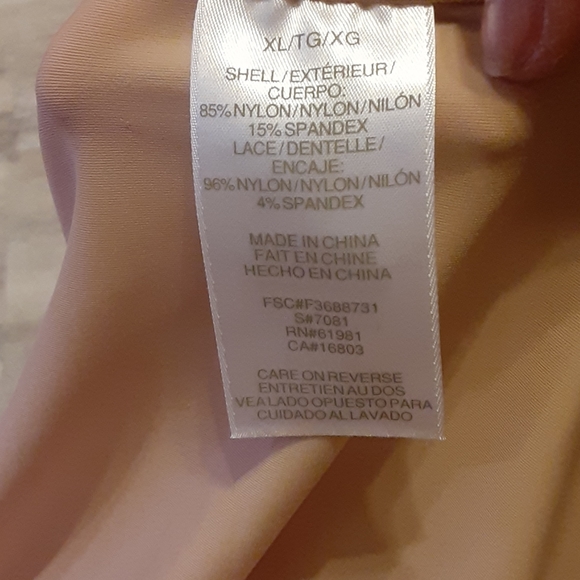 XL/TG/XG
SHELL/EXTÉRIEUR/
CUERPO:
85% NYLON/NYLON/NILÓN
15% SPANDEX
LACE/DENTELLE/
ENCAJE:
96% NYLON/NYLON/NILÓN
4% SPANDEX
MADE IN CHINA
FAIT EN CHINE
HECHO EN CHINA
FSC#F3688731
S#7081
RN#61981
CA#16803
CARE ON REVERSE
ENTRETIEN AU DOS
VEA LADO OPUESTO PARA
CUIDADO AL LAVADO